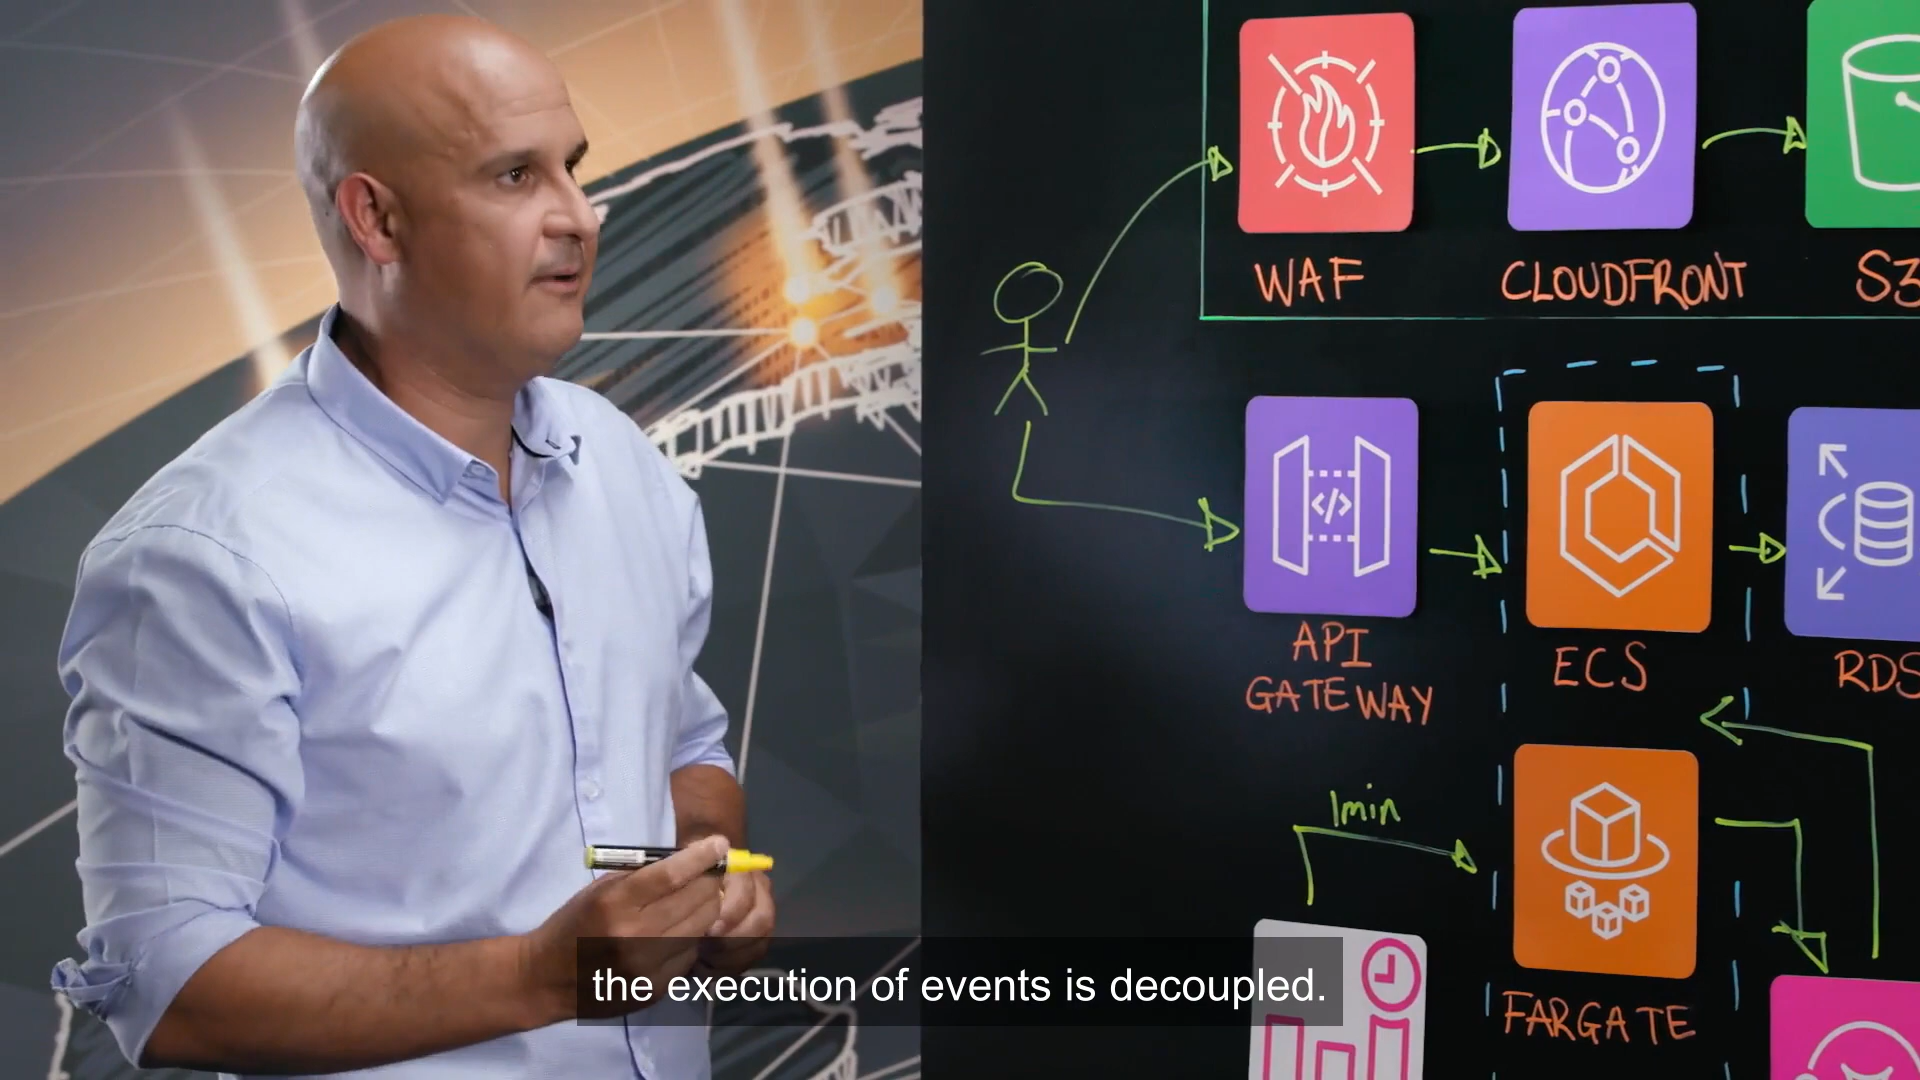 WAF
CLOUDFRONT
S3
</>
API
GATEWAY
ECS
RDS
1min
FARGATE
the execution of events is decoupled.